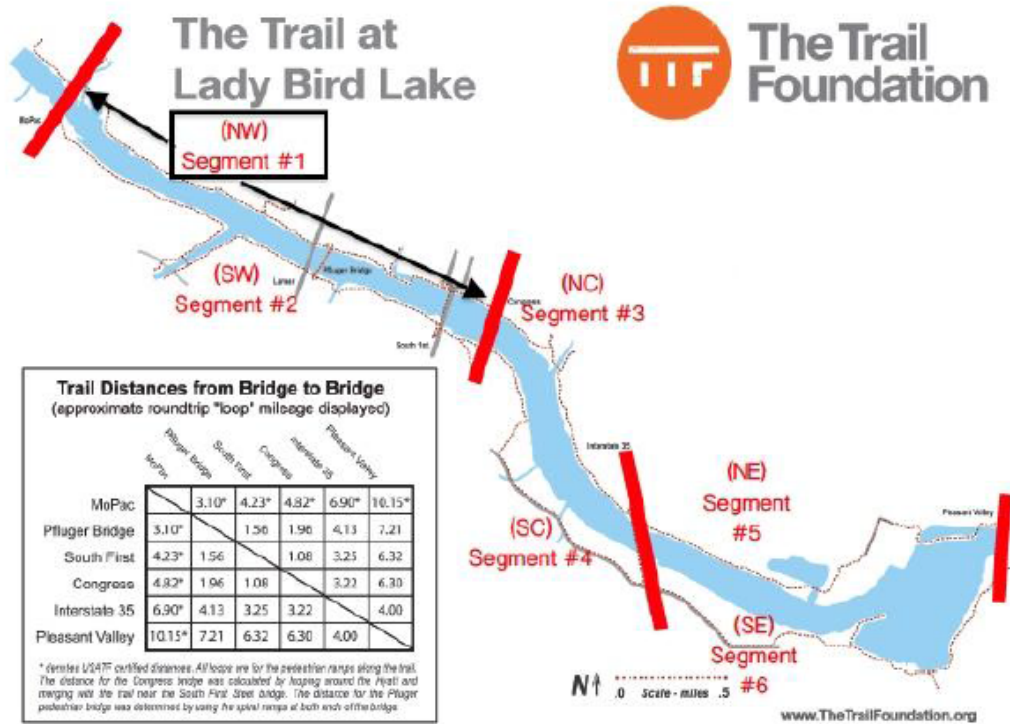 The Trail at
Lady Bird Lake
The Trail
Foundation
MoPac
(NW)
Segment #1
(SW)
Segment #2
Lamar
Pfluger Bridge
South 1st
Congress
(NC)
Segment #3
Interstate 35
(NE)
Segment
#5
Pleasant Valley
(SC)
Segment #4
(SE)
Segment
#6
Trail Distances from Bridge to Bridge
(approximate roundtrip "loop" mileage displayed)
MoPac Pfluger Bridge South First Congress Interstate 35 Pleasant Valley
MoPac 3.10* 4.23* 4.82* 6.90* 10.15*
Pfluger Bridge 3.10* 1.56 1.96 4.13 7.21
South First 4.23* 1.56 1.08 3.25 6.32
Congress 4.82* 1.96 1.08 3.22 6.30
Interstate 35 6.90* 4.13 3.25 3.22 4.00
Pleasant Valley 10.15* 7.21 6.32 6.30 4.00
* denotes USATF certified distances. All loops are for the pedestrian ramps along the trail.
The distance for the Congress bridge was calculated by looping around the Hyatt and
merging with the trail near the South First Steet bridge. The distance for the Pfluger
pedestrian bridge was determined by using the spiral ramps at both ends of the bridge.
N .0 Scale - miles .5
www.TheTrailFoundation.org